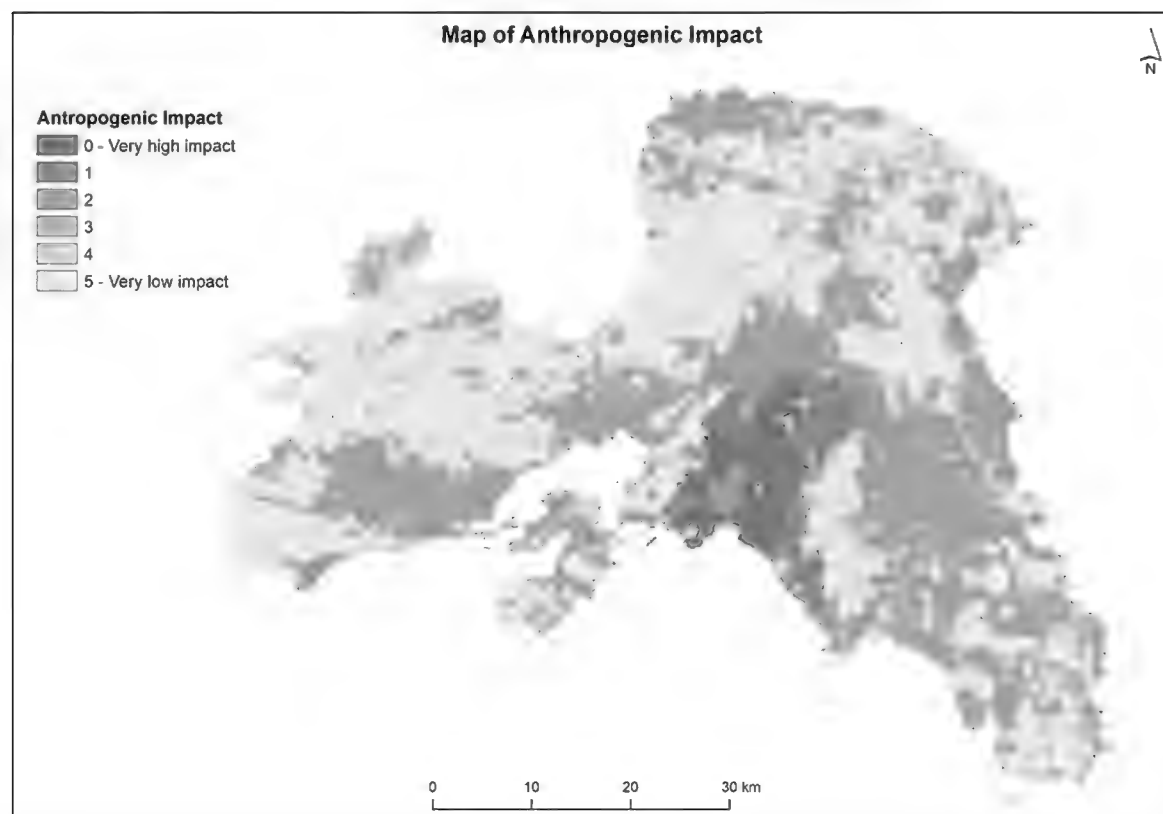 Map of Anthropogenic Impact
N
Antropogenic Impact
0 - Very high impact
1
2
3
4
5 - Very low impact
0 10 20 30 km